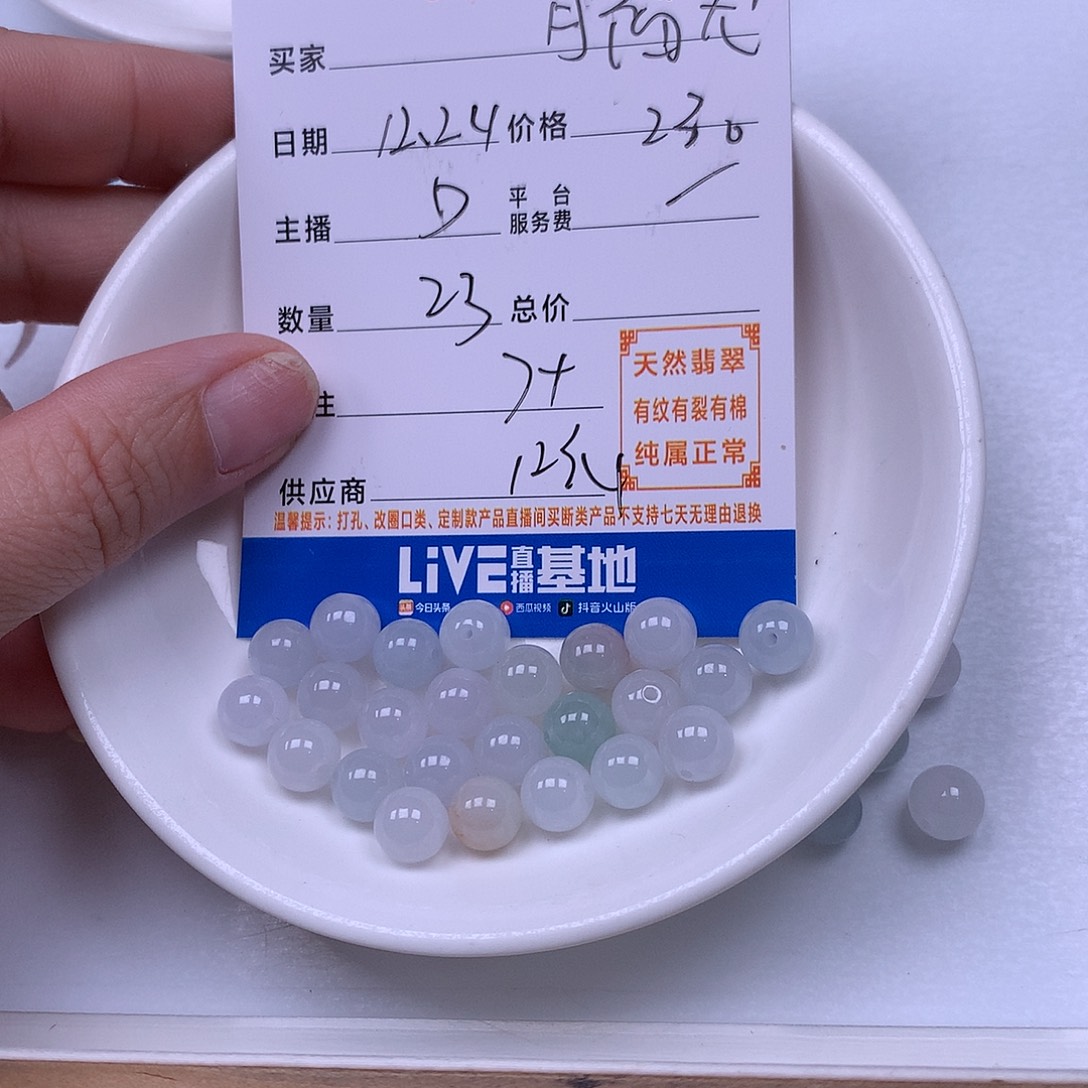 买家
日期 12.24 价格 230
主播 D 平台服务费 /
数量 23 总价
注 7+
供应商
天然翡翠
有纹有裂有棉
纯属正常
温馨提示：打孔、改圈口类、定制款产品直播间买断类产品不支持七天无理由退换
LiVE直播基地
今日头条 西瓜视频 抖音火山版